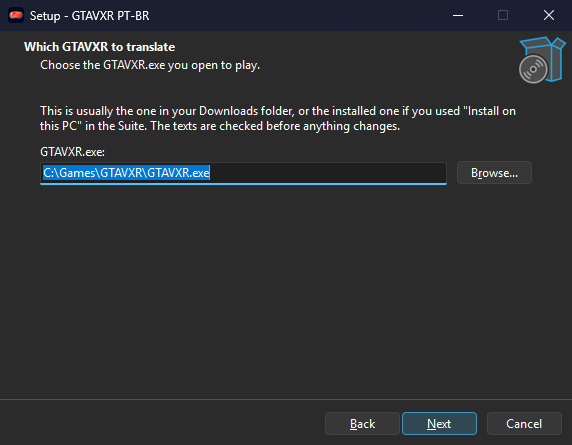 Setup - GTAVXR PT-BR
Which GTAVXR to translate
Choose the GTAVXR.exe you open to play.
This is usually the one in your Downloads folder, or the installed one if you used "Install on
this PC" in the Suite. The texts are checked before anything changes.
GTAVXR.exe:
C:\Games\GTAVXR\GTAVXR.exe
Browse...
Back
Next
Cancel